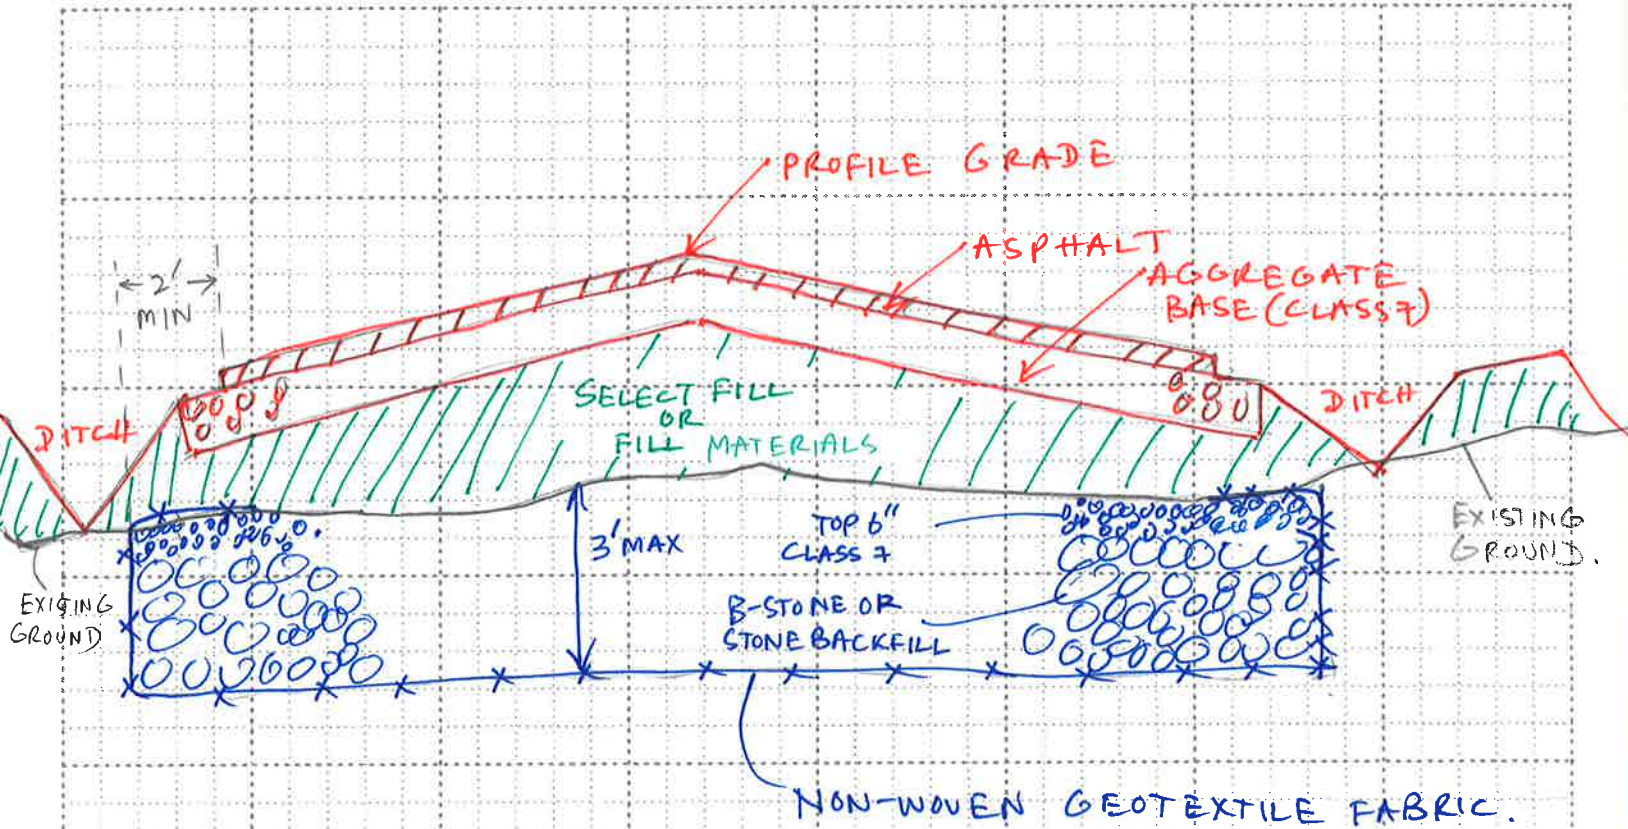 PROFILE GRADE
ASPHALT
AGGREGATE
BASE (CLASS 7)
2'
MIN
DITCH
DITCH
SELECT FILL
OR
FILL MATERIALS
3' MAX
TOP 6"
CLASS 7
B-STONE OR
STONE BACKFILL
EXISTING
GROUND.
EXISTING
GROUND
NON-WOVEN GEOTEXTILE FABRIC.